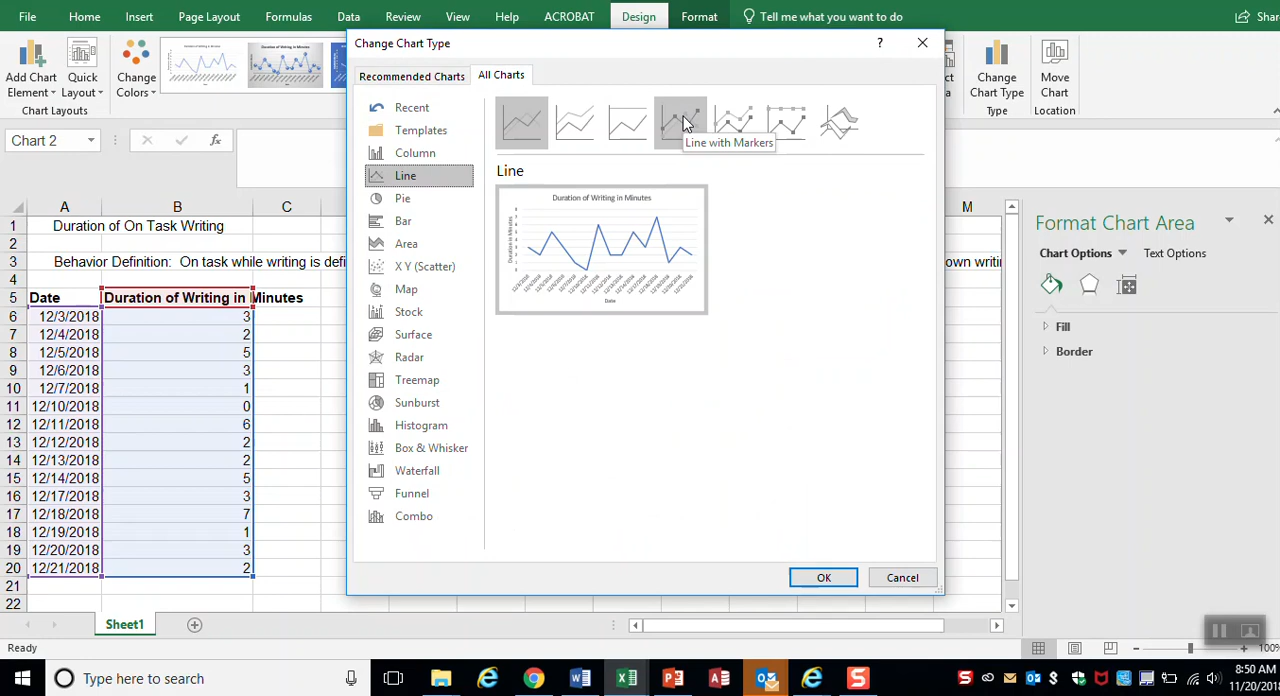 File Home Insert Page Layout Formulas Data Review View Help ACROBAT Design Format Tell me what you want to do Shar
Add Chart Element
Quick Layout
Chart Layouts
Change Colors
Change Chart Type
Type
Move Chart
Location
Chart 2
fx
Change Chart Type
?
Recommended Charts All Charts
Recent
Templates
Column
Line
Pie
Bar
Area
X Y (Scatter)
Map
Stock
Surface
Radar
Treemap
Sunburst
Histogram
Box & Whisker
Waterfall
Funnel
Combo
Line with Markers
Line
Duration of Writing in Minutes
Duration in Minutes
Date
OK Cancel
A B C M
1 Duration of On Task Writing
2
3 Behavior Definition: On task while writing is defi own writin
4
5 Date Duration of Writing in Minutes
6 12/3/2018 3
7 12/4/2018 2
8 12/5/2018 5
9 12/6/2018 3
10 12/7/2018 1
11 12/10/2018 0
12 12/11/2018 6
13 12/12/2018 2
14 12/13/2018 2
15 12/14/2018 5
16 12/17/2018 3
17 12/18/2018 7
18 12/19/2018 1
19 12/20/2018 3
20 12/21/2018 2
21
22
Format Chart Area
Chart Options Text Options
Fill
Border
Sheet1
Ready
100%
Type here to search
8:50 AM